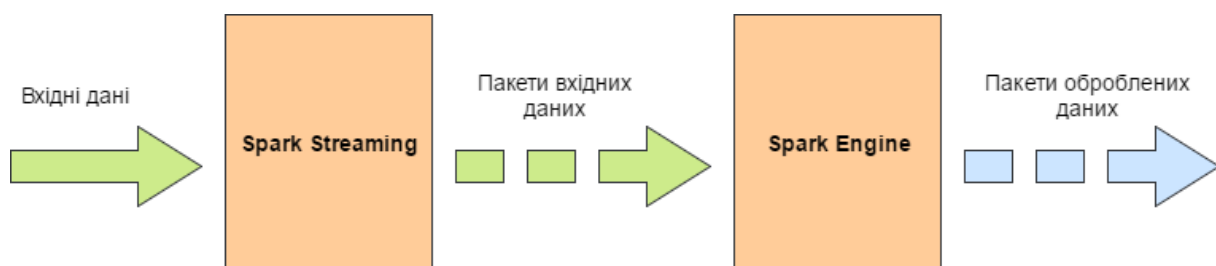 Вхідні дані
Spark Streaming
Пакети вхідних
даних
Spark Engine
Пакети оброблених
даних